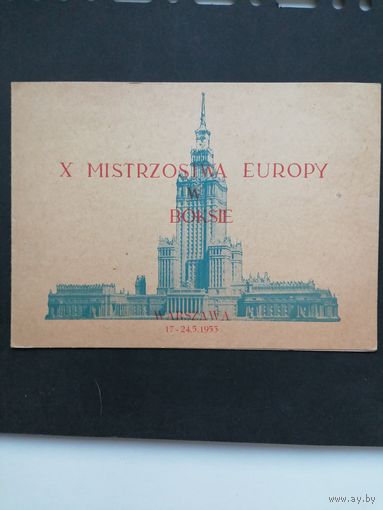 X MISTRZOSTWA EUROPY
W
BOKSIE
WARSZAWA
17-24.5.1953
www.ay.by